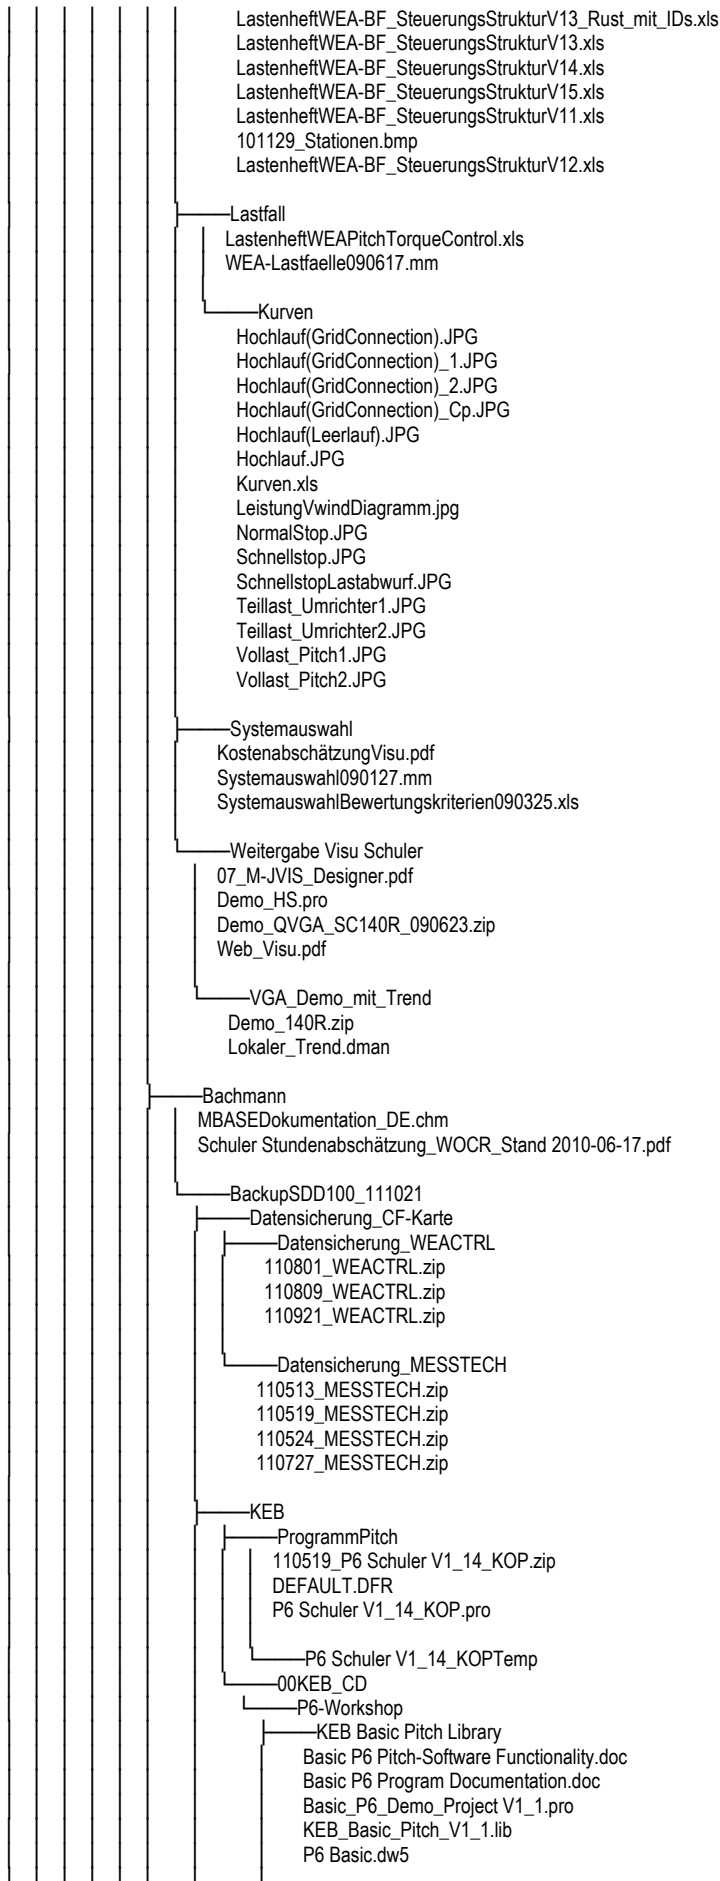 LastenheftWEA-BF_SteuerungsStrukturV13_Rust_mit_IDs.xls
LastenheftWEA-BF_SteuerungsStrukturV13.xls
LastenheftWEA-BF_SteuerungsStrukturV14.xls
LastenheftWEA-BF_SteuerungsStrukturV15.xls
LastenheftWEA-BF_SteuerungsStrukturV11.xls
101129_Stationen.bmp
LastenheftWEA-BF_SteuerungsStrukturV12.xls
Lastfall
LastenheftWEAPitchTorqueControl.xls
WEA-Lastfaelle090617.mm
Kurven
Hochlauf(GridConnection).JPG
Hochlauf(GridConnection)_1.JPG
Hochlauf(GridConnection)_2.JPG
Hochlauf(GridConnection)_Cp.JPG
Hochlauf(Leerlauf).JPG
Hochlauf.JPG
Kurven.xls
LeistungVwindDiagramm.jpg
NormalStop.JPG
Schnellstop.JPG
SchnellstopLastabwurf.JPG
Teillast_Umrichter1.JPG
Teillast_Umrichter2.JPG
Vollast_Pitch1.JPG
Vollast_Pitch2.JPG
Systemauswahl
KostenabschätzungVisu.pdf
Systemauswahl090127.mm
SystemauswahlBewertungskriterien090325.xls
Weitergabe Visu Schuler
07_M-JVIS_Designer.pdf
Demo_HS.pro
Demo_QVGA_SC140R_090623.zip
Web_Visu.pdf
VGA_Demo_mit_Trend
Demo_140R.zip
Lokaler_Trend.dman
Bachmann
MBASEDokumentation_DE.chm
Schuler Stundenabschätzung_WOCR_Stand 2010-06-17.pdf
BackupSDD100_111021
Datensicherung_CF-Karte
Datensicherung_WEACTRL
110801_WEACTRL.zip
110809_WEACTRL.zip
110921_WEACTRL.zip
Datensicherung_MESSTECH
110513_MESSTECH.zip
110519_MESSTECH.zip
110524_MESSTECH.zip
110727_MESSTECH.zip
KEB
ProgrammPitch
110519_P6 Schuler V1_14_KOP.zip
DEFAULT.DFR
P6 Schuler V1_14_KOP.pro
P6 Schuler V1_14_KOPTemp
00KEB_CD
P6-Workshop
KEB Basic Pitch Library
Basic P6 Pitch-Software Functionality.doc
Basic P6 Program Documentation.doc
Basic_P6_Demo_Project V1_1.pro
KEB_Basic_Pitch_V1_1.lib
P6 Basic.dw5